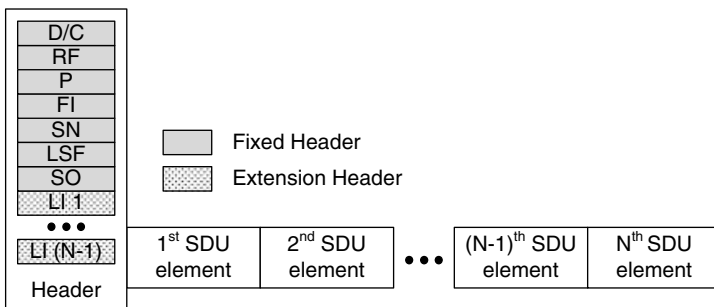 D/C
RF
P
FI
SN
LSF
SO
LI 1
•••
LI (N-1)
Header
Fixed Header
Extension Header
1st SDU
element
2nd SDU
element
•••
(N-1)th SDU
element
Nth SDU
element